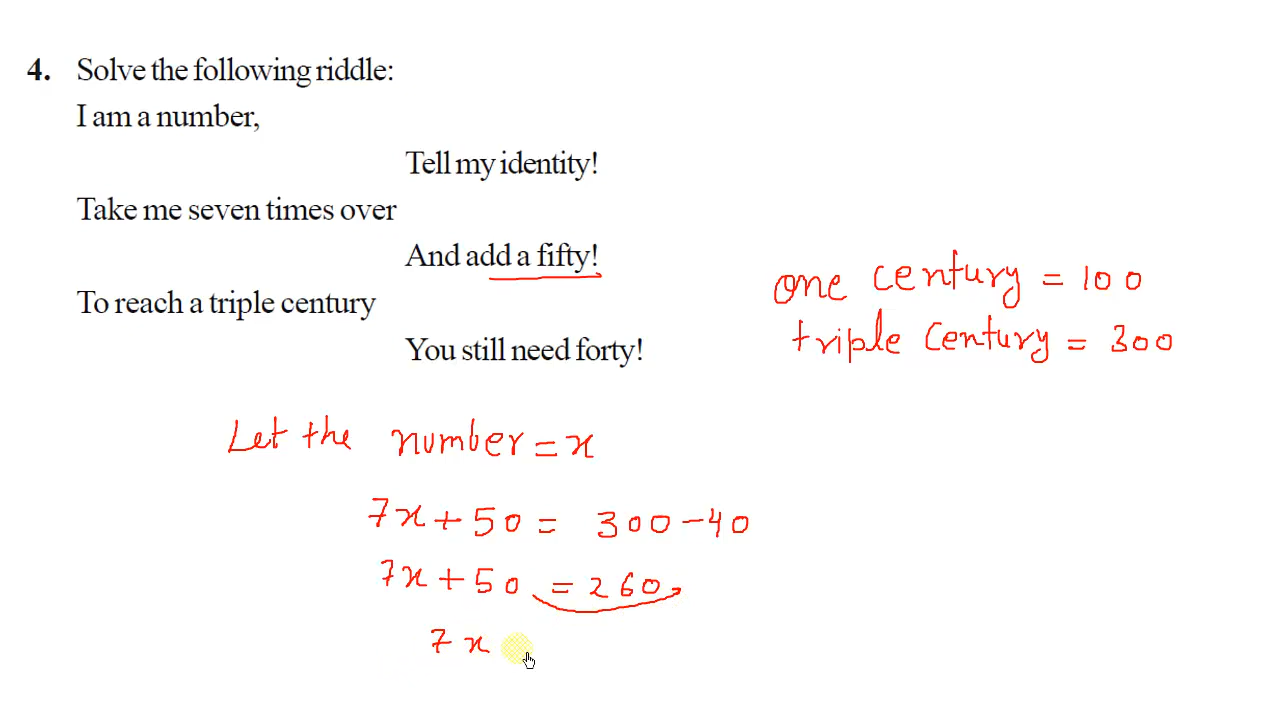 4. Solve the following riddle:
I am a number,
Tell my identity!
Take me seven times over
And add a fifty!
To reach a triple century
You still need forty!
one century = 100
triple century = 300
Let the number = x
7x + 50 = 300 - 40
7x + 50 = 260
7x